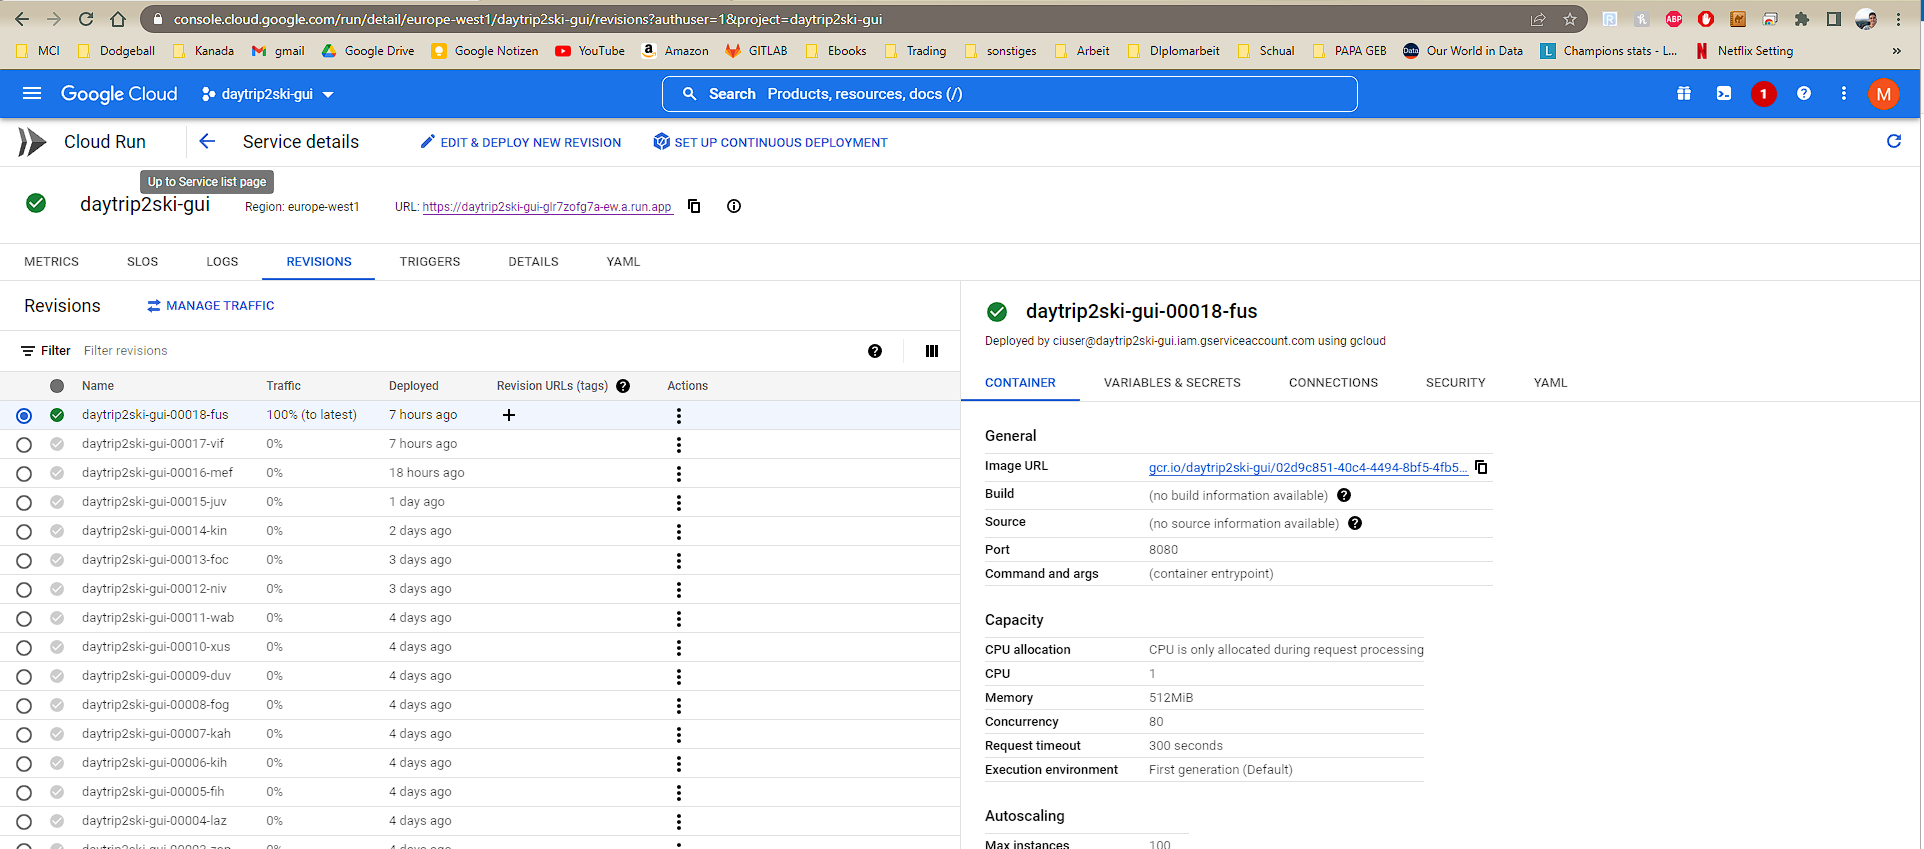 console.cloud.google.com/run/detail/europe-west1/daytrip2ski-gui/revisions?authuser=1&project=daytrip2ski-gui
MCI Dodgeball Kanada gmail Google Drive Google Notizen YouTube Amazon GITLAB Ebooks Trading sonstiges Arbeit DIplomarbeit Schual PAPA GEB Our World in Data Champions stats - L... Netflix Setting »
Google Cloud daytrip2ski-gui Search Products, resources, docs (/) 1 M
Cloud Run Service details EDIT & DEPLOY NEW REVISION SET UP CONTINUOUS DEPLOYMENT
Up to Service list page
daytrip2ski-gui Region: europe-west1 URL: https://daytrip2ski-gui-glr7zofg7a-ew.a.run.app
METRICS SLOS LOGS REVISIONS TRIGGERS DETAILS YAML
Revisions MANAGE TRAFFIC
Filter Filter revisions
Name Traffic Deployed Revision URLs (tags) Actions
daytrip2ski-gui-00018-fus 100% (to latest) 7 hours ago
daytrip2ski-gui-00017-vif 0% 7 hours ago
daytrip2ski-gui-00016-mef 0% 18 hours ago
daytrip2ski-gui-00015-juv 0% 1 day ago
daytrip2ski-gui-00014-kin 0% 2 days ago
daytrip2ski-gui-00013-foc 0% 3 days ago
daytrip2ski-gui-00012-niv 0% 3 days ago
daytrip2ski-gui-00011-wab 0% 4 days ago
daytrip2ski-gui-00010-xus 0% 4 days ago
daytrip2ski-gui-00009-duv 0% 4 days ago
daytrip2ski-gui-00008-fog 0% 4 days ago
daytrip2ski-gui-00007-kah 0% 4 days ago
daytrip2ski-gui-00006-kih 0% 4 days ago
daytrip2ski-gui-00005-fih 0% 4 days ago
daytrip2ski-gui-00004-laz 0% 4 days ago
daytrip2ski-gui-00018-fus
Deployed by ciuser@daytrip2ski-gui.iam.gserviceaccount.com using gcloud
CONTAINER VARIABLES & SECRETS CONNECTIONS SECURITY YAML
General
Image URL gcr.io/daytrip2ski-gui/02d9c851-40c4-4494-8bf5-4fb5...
Build (no build information available)
Source (no source information available)
Port 8080
Command and args (container entrypoint)
Capacity
CPU allocation CPU is only allocated during request processing
CPU 1
Memory 512MiB
Concurrency 80
Request timeout 300 seconds
Execution environment First generation (Default)
Autoscaling
Max instances 100